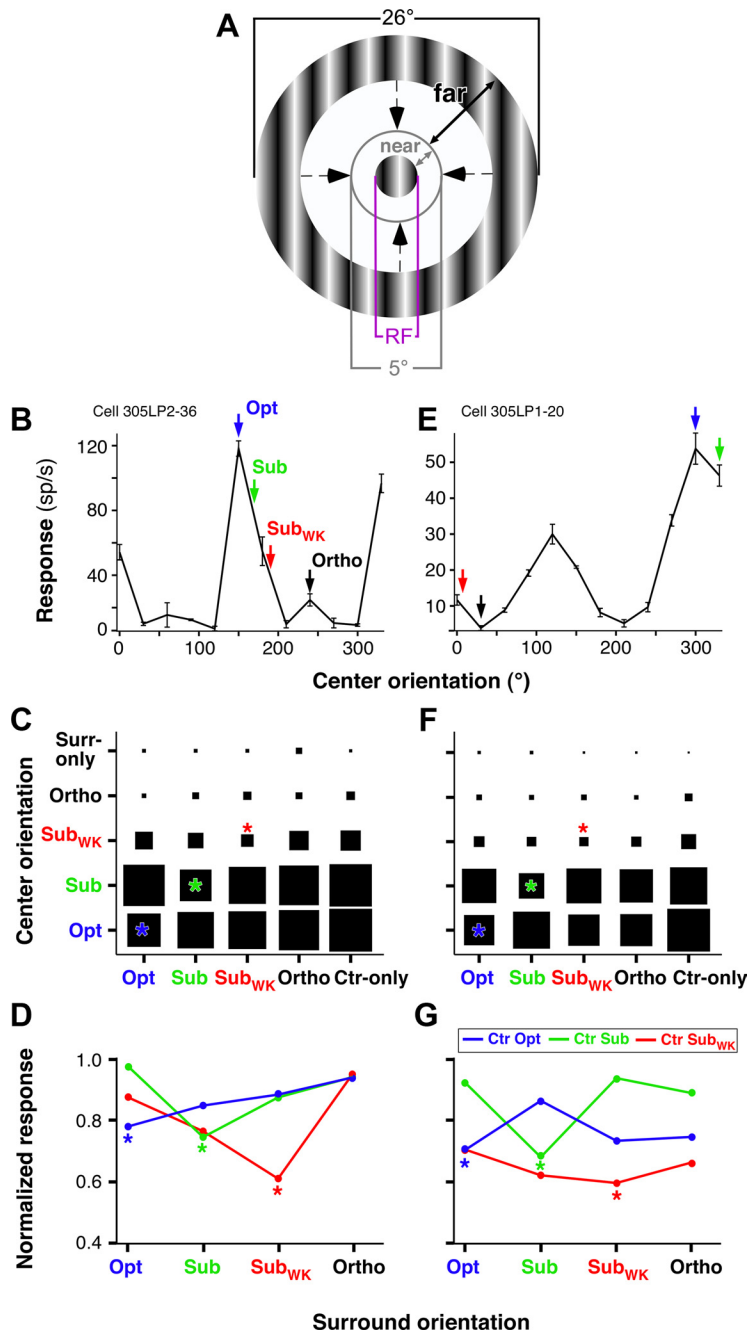 A
26°
far
near
RF
5°
B
Cell 305LP2-36
Opt
Sub
SubWK
Ortho
120
80
40
0
0
100
200
300
Response (sp/s)
E
Cell 305LP1-20
50
40
30
20
10
0
100
200
300
Center orientation (°)
C
Surr-
only
Ortho
SubWK
Sub
Opt
Center orientation
*
*
*
Opt
Sub
SubWK
Ortho
Ctr-only
F
*
*
*
Opt
Sub
SubWK
Ortho
Ctr-only
D
1.0
0.8
0.6
0.4
Normalized response
*
*
*
Opt
Sub
SubWK
Ortho
G
Ctr Opt
Ctr Sub
Ctr SubWK
*
*
*
Opt
Sub
SubWK
Ortho
Surround orientation